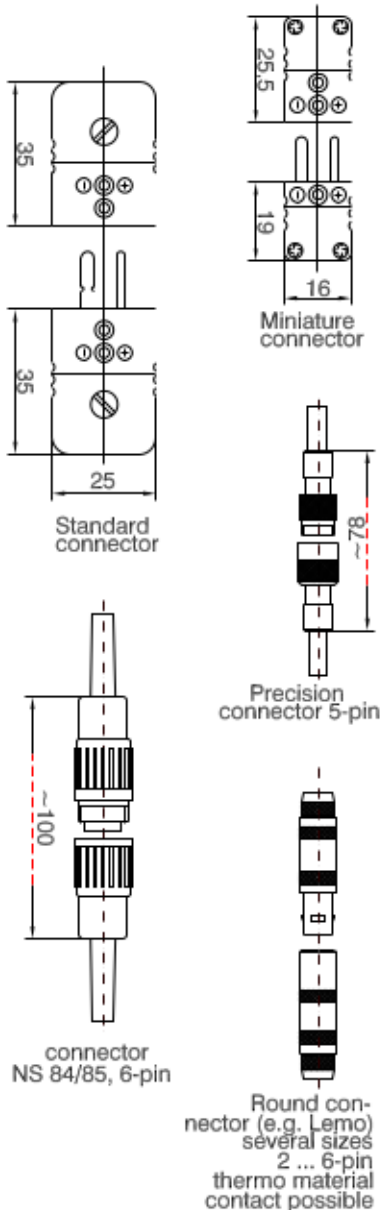 25,5
35
19
16
Miniature
connector
35
25
Standard
connector
~78
Precision
connector 5-pin
~100
connector
NS 84/85, 6-pin
Round con-
nector (e.g. Lemo)
several sizes
2 ... 6-pin
thermo material
contact possible